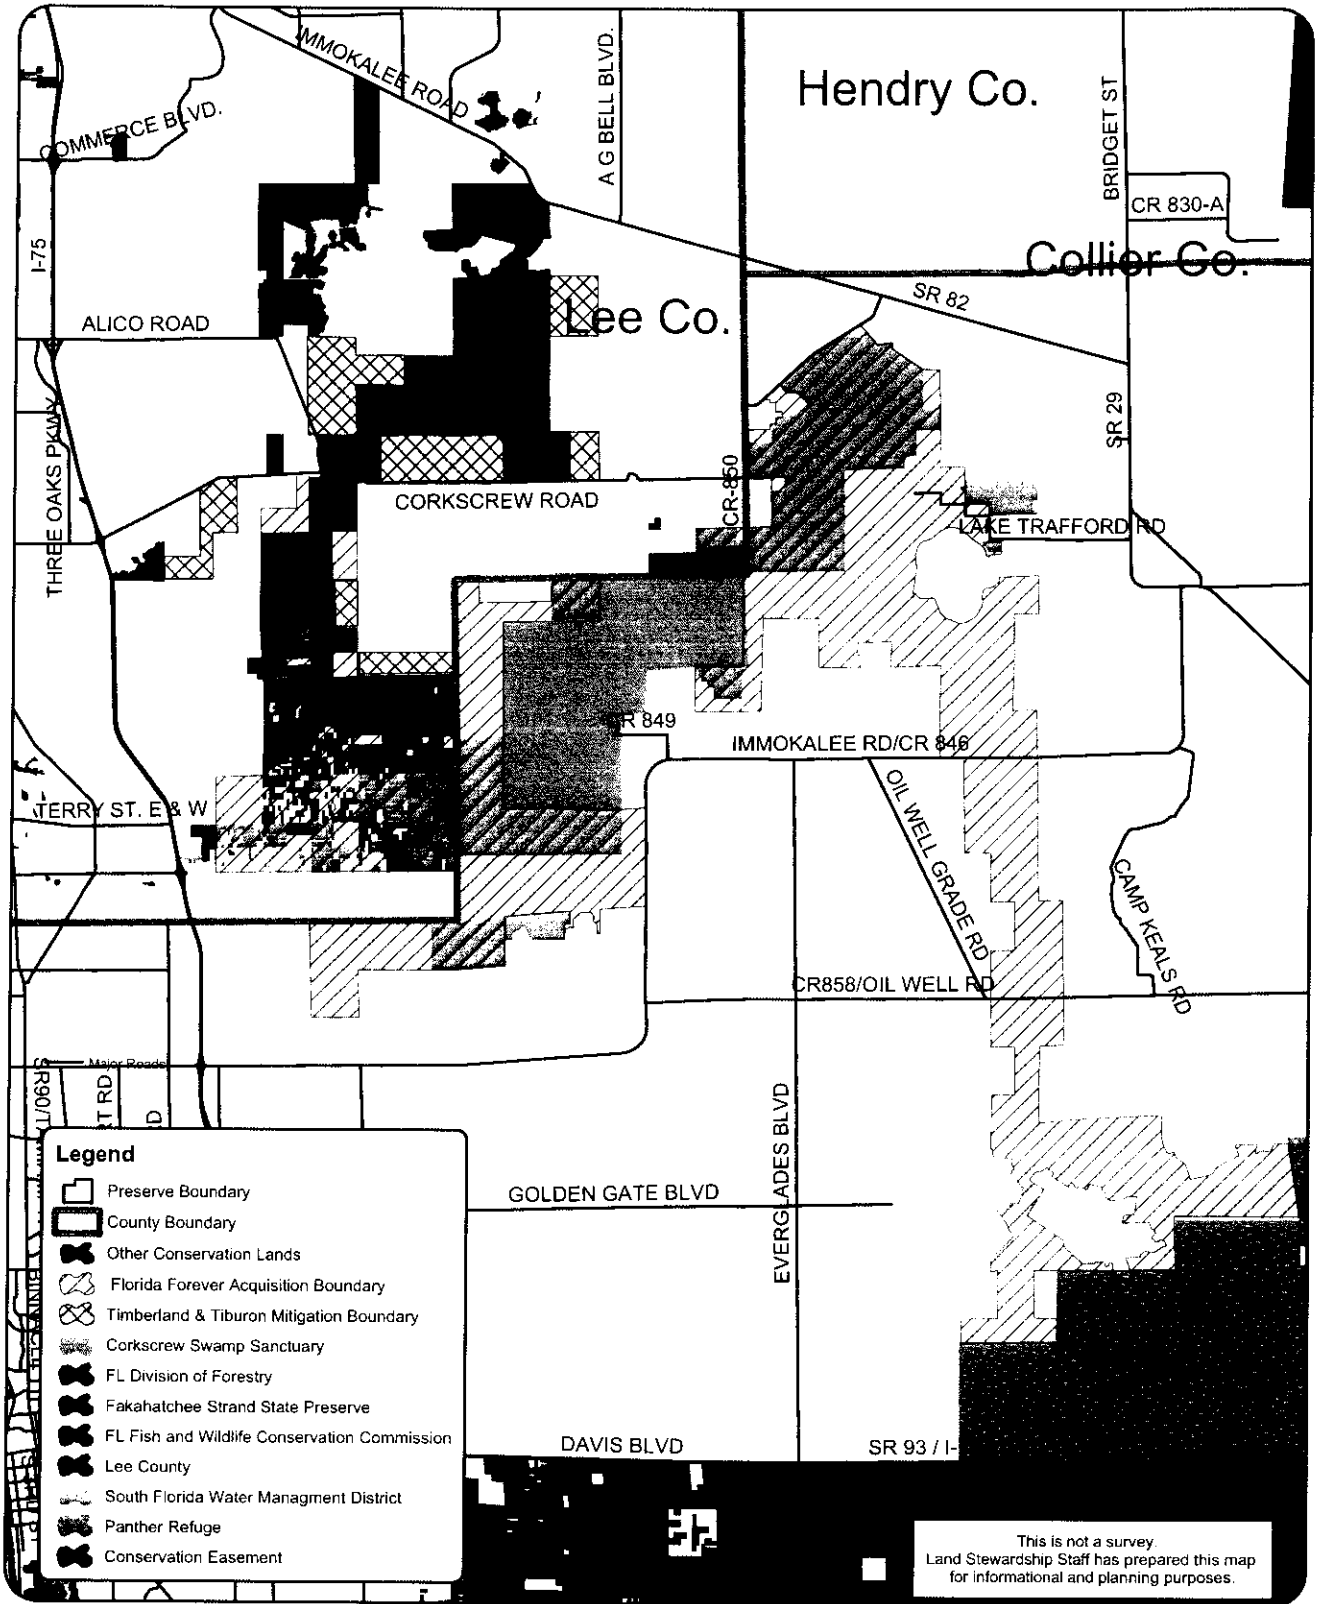 IMMOKALEE ROAD
Hendry Co.
A G BELL BLVD.
BRIDGET ST
COMMERCE BLVD.
CR 830-A
I-75
Collier Co.
SR 82
ALICO ROAD
Lee Co.
THREE OAKS PKWY
SR 29
CR-850
CORKSCREW ROAD
LAKE TRAFFORD RD
CR 849
IMMOKALEE RD/CR 846
TERRY ST. E & W
OIL WELL GRADE RD
CAMP KEALS RD
CR858/OIL WELL RD
Major Roads
SR90/T
RT RD
D
EVERGLADES BLVD
GOLDEN GATE BLVD
DAVIS BLVD
SR 93 / I-
Legend
Preserve Boundary
County Boundary
Other Conservation Lands
Florida Forever Acquisition Boundary
Timberland & Tiburon Mitigation Boundary
Corkscrew Swamp Sanctuary
FL Division of Forestry
Fakahatchee Strand State Preserve
FL Fish and Wildlife Conservation Commission
Lee County
South Florida Water Managment District
Panther Refuge
Conservation Easement
This is not a survey.
Land Stewardship Staff has prepared this map
for informational and planning purposes.